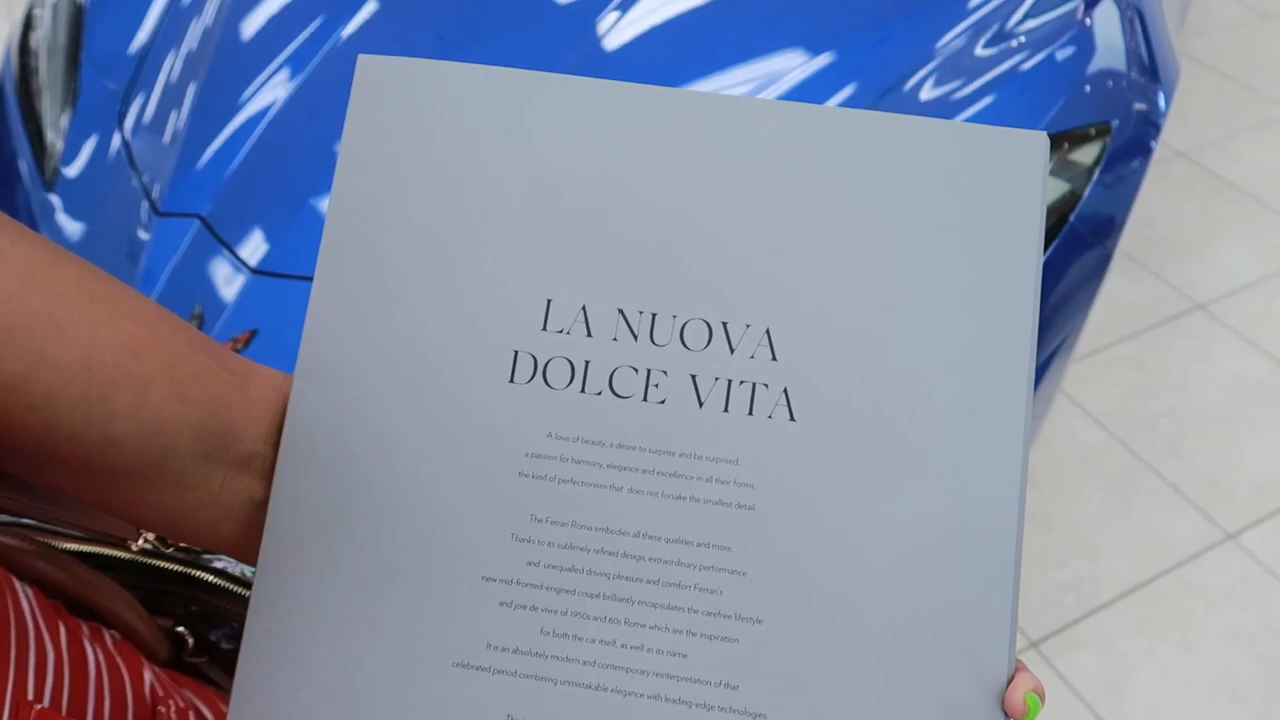 LA NUOVA
DOLCE VITA
A love of beauty, a desire to surprise and be surprised,
a passion for harmony, elegance and excellence in all their forms,
the kind of perfectionism that does not forsake the smallest detail.
The Ferrari Roma embodies all these qualities and more.
Thanks to its sublimely refined design, extraordinary performance
and unequalled driving pleasure and comfort Ferrari's
new mid-fronted-engined coupé brilliantly encapsulates the carefree lifestyle
and joie de vivre of 1950s and 60s Rome which are the inspiration
for both the car itself, as well as its name.
It is an absolutely modern and contemporary reinterpretation of that
celebrated period combining unmistakable elegance with leading-edge technologies.